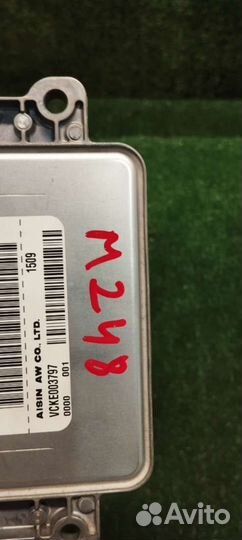 1509
AISIN AW CO., LTD.
VCKE003797
0000 001
M248
Avito